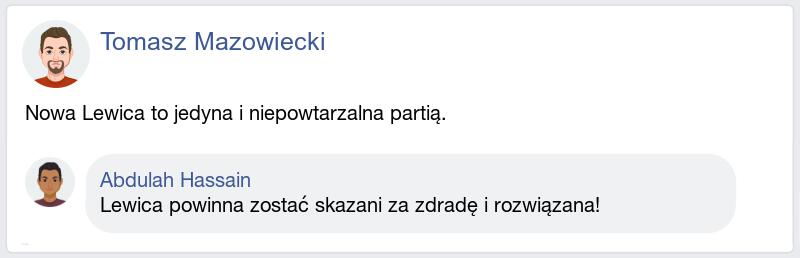 Tomasz Mazowiecki
Nowa Lewica to jedyna i niepowtarzalna partią.
Abdulah Hassain
Lewica powinna zostać skazani za zdradę i rozwiązana!